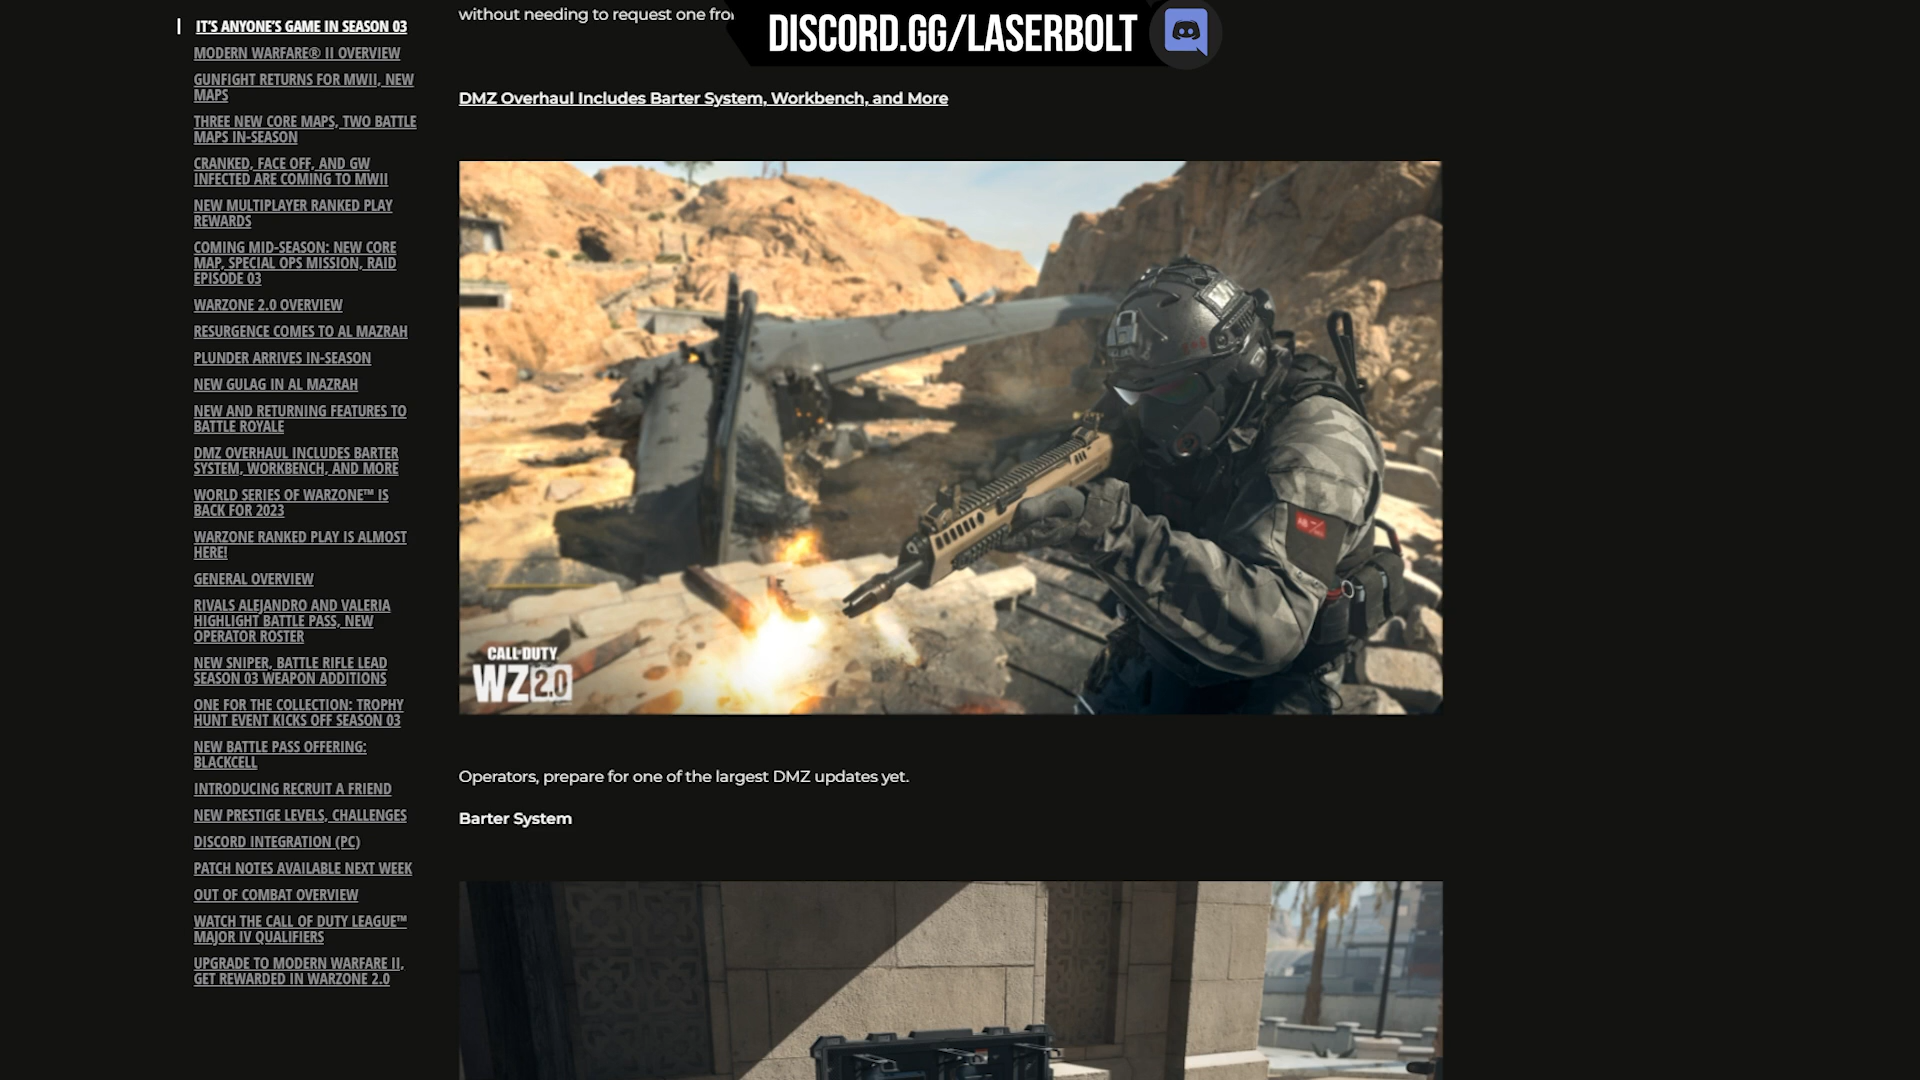 IT'S ANYONE'S GAME IN SEASON 03
MODERN WARFARE® II OVERVIEW
GUNFIGHT RETURNS FOR MWII, NEW
MAPS
THREE NEW CORE MAPS, TWO BATTLE
MAPS IN-SEASON
CRANKED, FACE OFF, AND GW
INFECTED ARE COMING TO MWII
NEW MULTIPLAYER RANKED PLAY
REWARDS
COMING MID-SEASON: NEW CORE
MAP, SPECIAL OPS MISSION, RAID
EPISODE 03
WARZONE 2.0 OVERVIEW
RESURGENCE COMES TO AL MAZRAH
PLUNDER ARRIVES IN-SEASON
NEW GULAG IN AL MAZRAH
NEW AND RETURNING FEATURES TO
BATTLE ROYALE
DMZ OVERHAUL INCLUDES BARTER
SYSTEM, WORKBENCH, AND MORE
WORLD SERIES OF WARZONE™ IS
BACK FOR 2023
WARZONE RANKED PLAY IS ALMOST
HERE!
GENERAL OVERVIEW
RIVALS ALEJANDRO AND VALERIA
HIGHLIGHT BATTLE PASS, NEW
OPERATOR ROSTER
NEW SNIPER, BATTLE RIFLE LEAD
SEASON 03 WEAPON ADDITIONS
ONE FOR THE COLLECTION: TROPHY
HUNT EVENT KICKS OFF SEASON 03
NEW BATTLE PASS OFFERING:
BLACKCELL
INTRODUCING RECRUIT A FRIEND
NEW PRESTIGE LEVELS, CHALLENGES
DISCORD INTEGRATION (PC)
PATCH NOTES AVAILABLE NEXT WEEK
OUT OF COMBAT OVERVIEW
WATCH THE CALL OF DUTY LEAGUE™
MAJOR IV QUALIFIERS
UPGRADE TO MODERN WARFARE II,
GET REWARDED IN WARZONE 2.0
without needing to request one
DISCORD.GG/LASERBOLT
DMZ Overhaul Includes Barter System, Workbench, and More
CALL OF DUTY
WZ 2.0
Operators, prepare for one of the largest DMZ updates yet.
Barter System